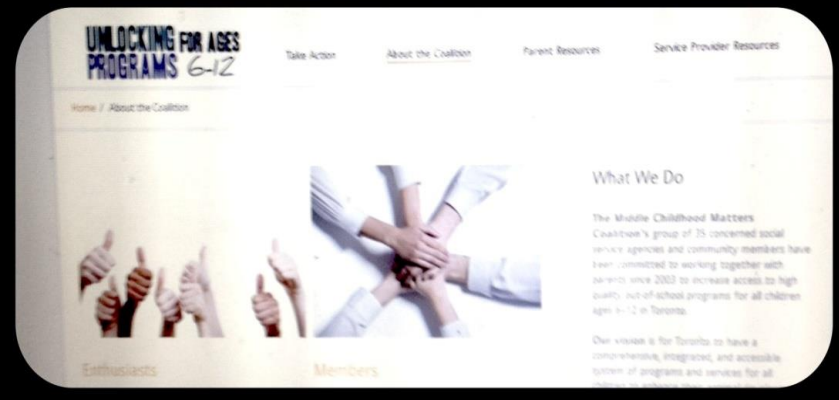 UNLOCKING FOR AGES
PROGRAMS 6-12
Take Action
About the Coalition
Parent Resources
Service Provider Resources
Home / About the Coalition
What We Do
The Middle Childhood Matters
Coalition's group of 35 concerned social
service agencies and community members have
been committed to working together with
parents since 2003 to increase access to high
quality, out-of-school programs for all children
ages 6-12 in Toronto.
Our vision is for Toronto to have a
comprehensive, integrated, and accessible
system of programs and services for all
children to enhance their
Enthusiasts
Members